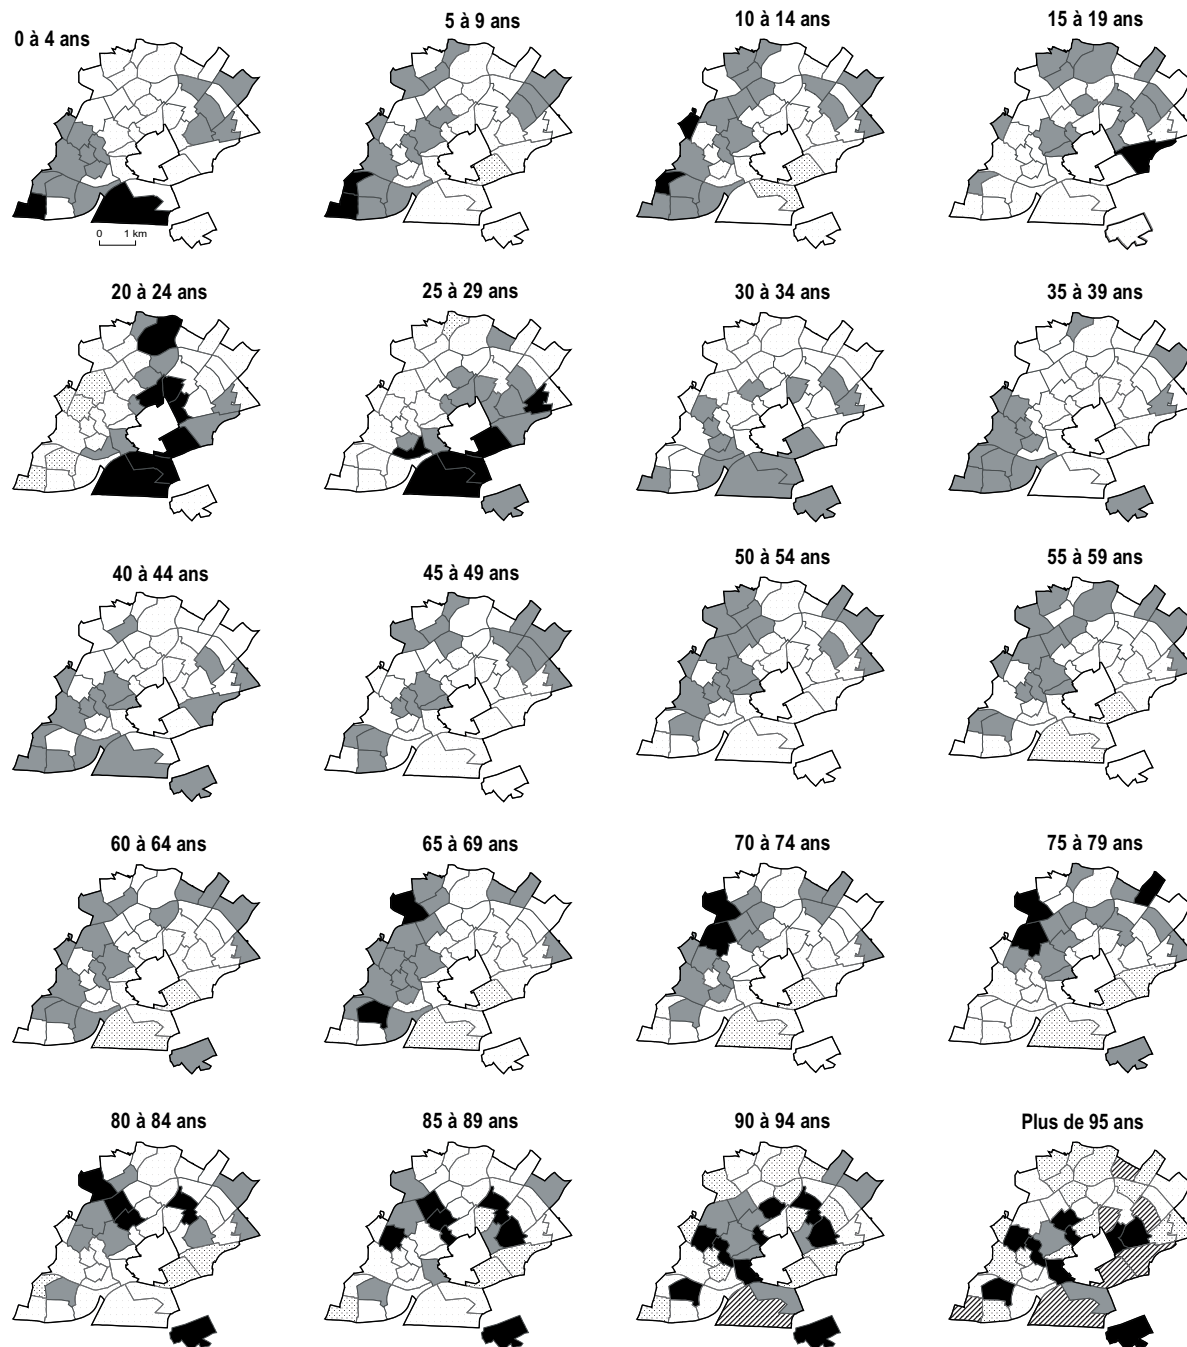 0 à 4 ans
5 à 9 ans
10 à 14 ans
15 à 19 ans
0 1 km
20 à 24 ans
25 à 29 ans
30 à 34 ans
35 à 39 ans
40 à 44 ans
45 à 49 ans
50 à 54 ans
55 à 59 ans
60 à 64 ans
65 à 69 ans
70 à 74 ans
75 à 79 ans
80 à 84 ans
85 à 89 ans
90 à 94 ans
Plus de 95 ans